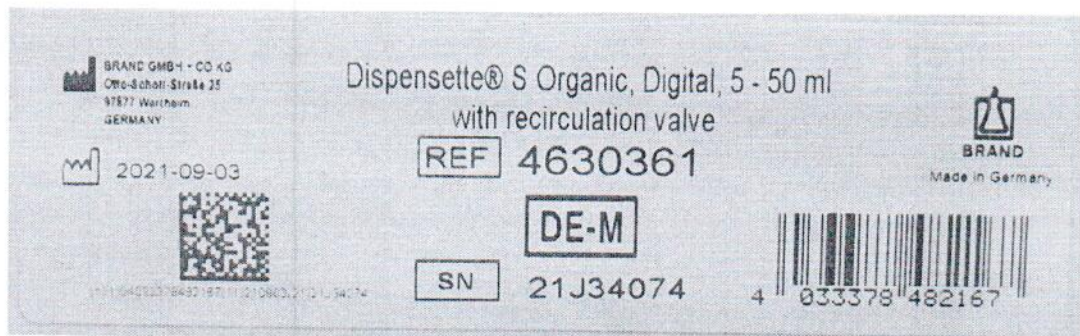 BRAND GMBH + CO KG
Otto-Schott-Straße 25
97877 Wertheim
GERMANY
2021-09-03
Dispensette® S Organic, Digital, 5 - 50 ml
with recirculation valve
REF 4630361
DE-M
SN 21J34074
BRAND
Made in Germany
4 033378 482167